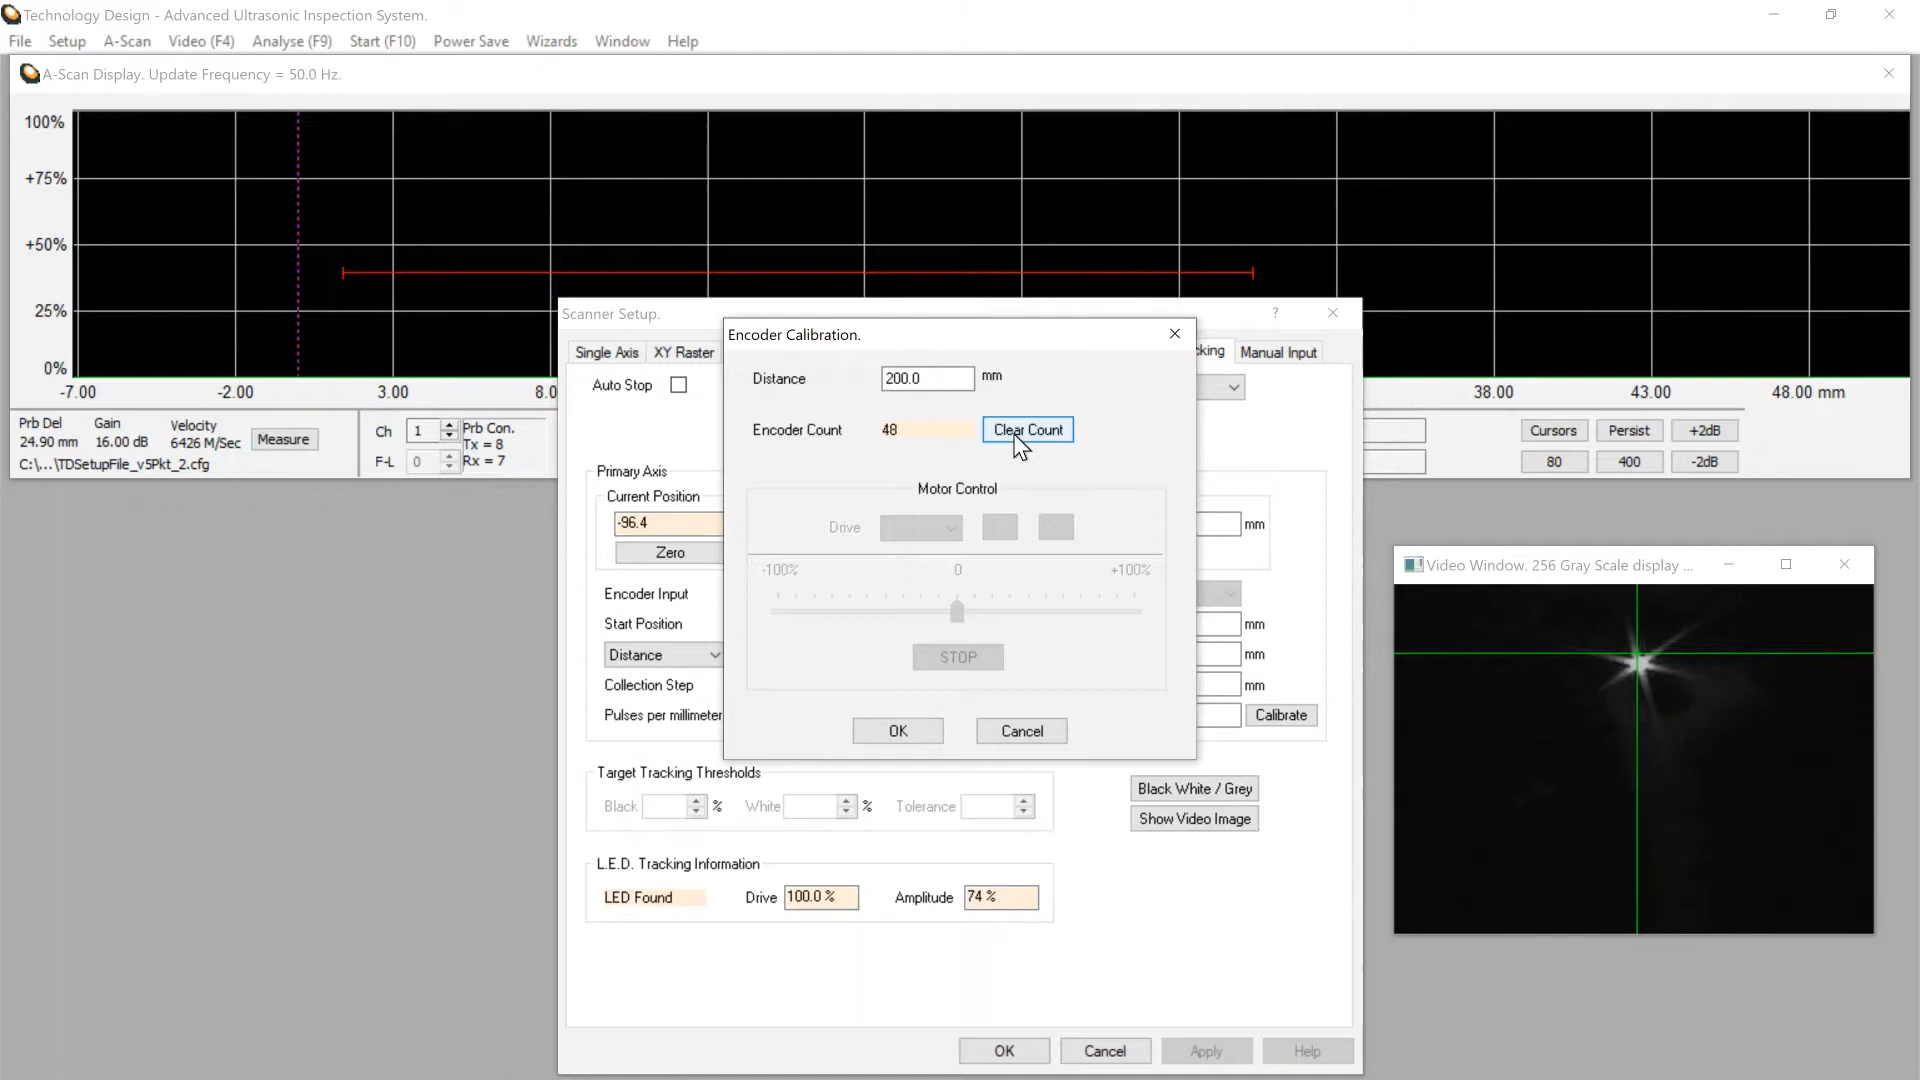 Technology Design - Advanced Ultrasonic Inspection System.
File Setup A-Scan Video (F4) Analyse (F9) Start (F10) Power Save Wizards Window Help
A-Scan Display. Update Frequency = 50.0 Hz.
100%
+75%
+50%
25%
0%
-7.00 -2.00 3.00 8.0 38.00 43.00 48.00 mm
Prb Del Gain Velocity
24.90 mm 16.00 dB 6426 M/Sec Measure
C:\...\TDSetupFile_v5Pkt_2.cfg
Ch 1 Prb Con.
Tx = 8
F-L 0 Rx = 7
Cursors Persist +2dB
80 400 -2dB
Scanner Setup. ?
Single Axis XY Raster cking Manual Input
Auto Stop
Primary Axis
Current Position
-96.4 mm
Zero
Encoder Input
Start Position mm
Distance mm
Collection Step mm
Pulses per millimeter Calibrate
Encoder Calibration.
Distance 200.0 mm
Encoder Count 48 Clear Count
Motor Control
Drive
-100% 0 +100%
STOP
OK Cancel
Target Tracking Thresholds
Black % White % Tolerance
Black White / Grey
Show Video Image
L.E.D. Tracking Information
LED Found Drive 100.0 % Amplitude 74 %
OK Cancel Apply Help
Video Window. 256 Gray Scale display ...